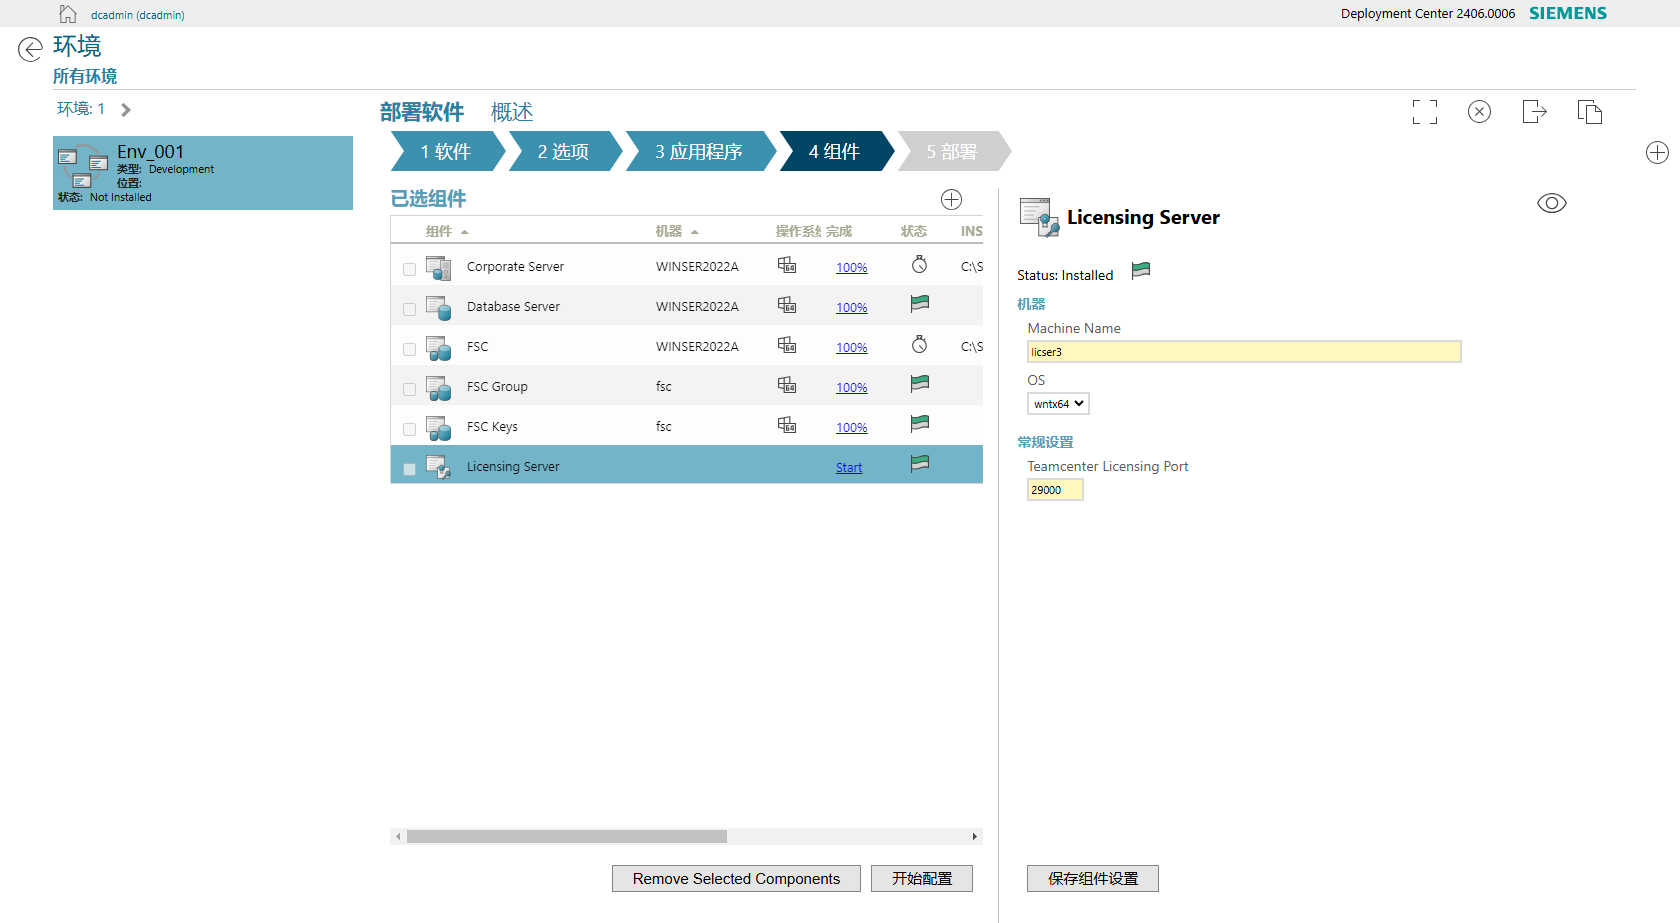 dcadmin (dcadmin)
Deployment Center 2406.0006 SIEMENS
环境
所有环境
环境: 1
部署软件 概述
Env_001
类型: Development
位置:
状态: Not Installed
1 软件 2 选项 3 应用程序 4 组件 5 部署
已选组件
组件 机器 操作系统 完成 状态 INS
Corporate Server WINSER2022A 64 100% C:\S
Database Server WINSER2022A 64 100%
FSC WINSER2022A 64 100% C:\S
FSC Group fsc 64 100%
FSC Keys fsc 64 100%
Licensing Server Start
Remove Selected Components 开始配置
Licensing Server
Status: Installed
机器
Machine Name
licser3
OS
wntx64
常规设置
Teamcenter Licensing Port
29000
保存组件设置